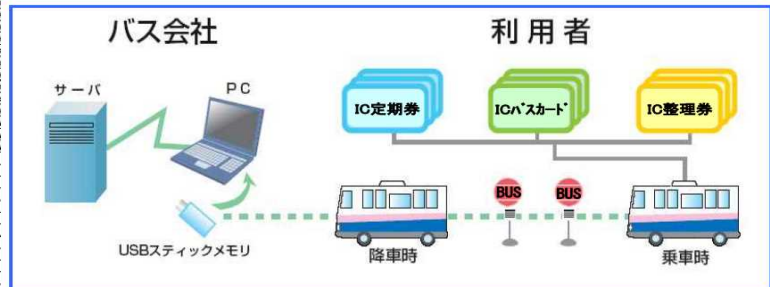 バス会社
利用者
サーバ
PC
IC定期券
ICバスカード
IC整理券
BUS
BUS
USBスティックメモリ
降車時
乗車時